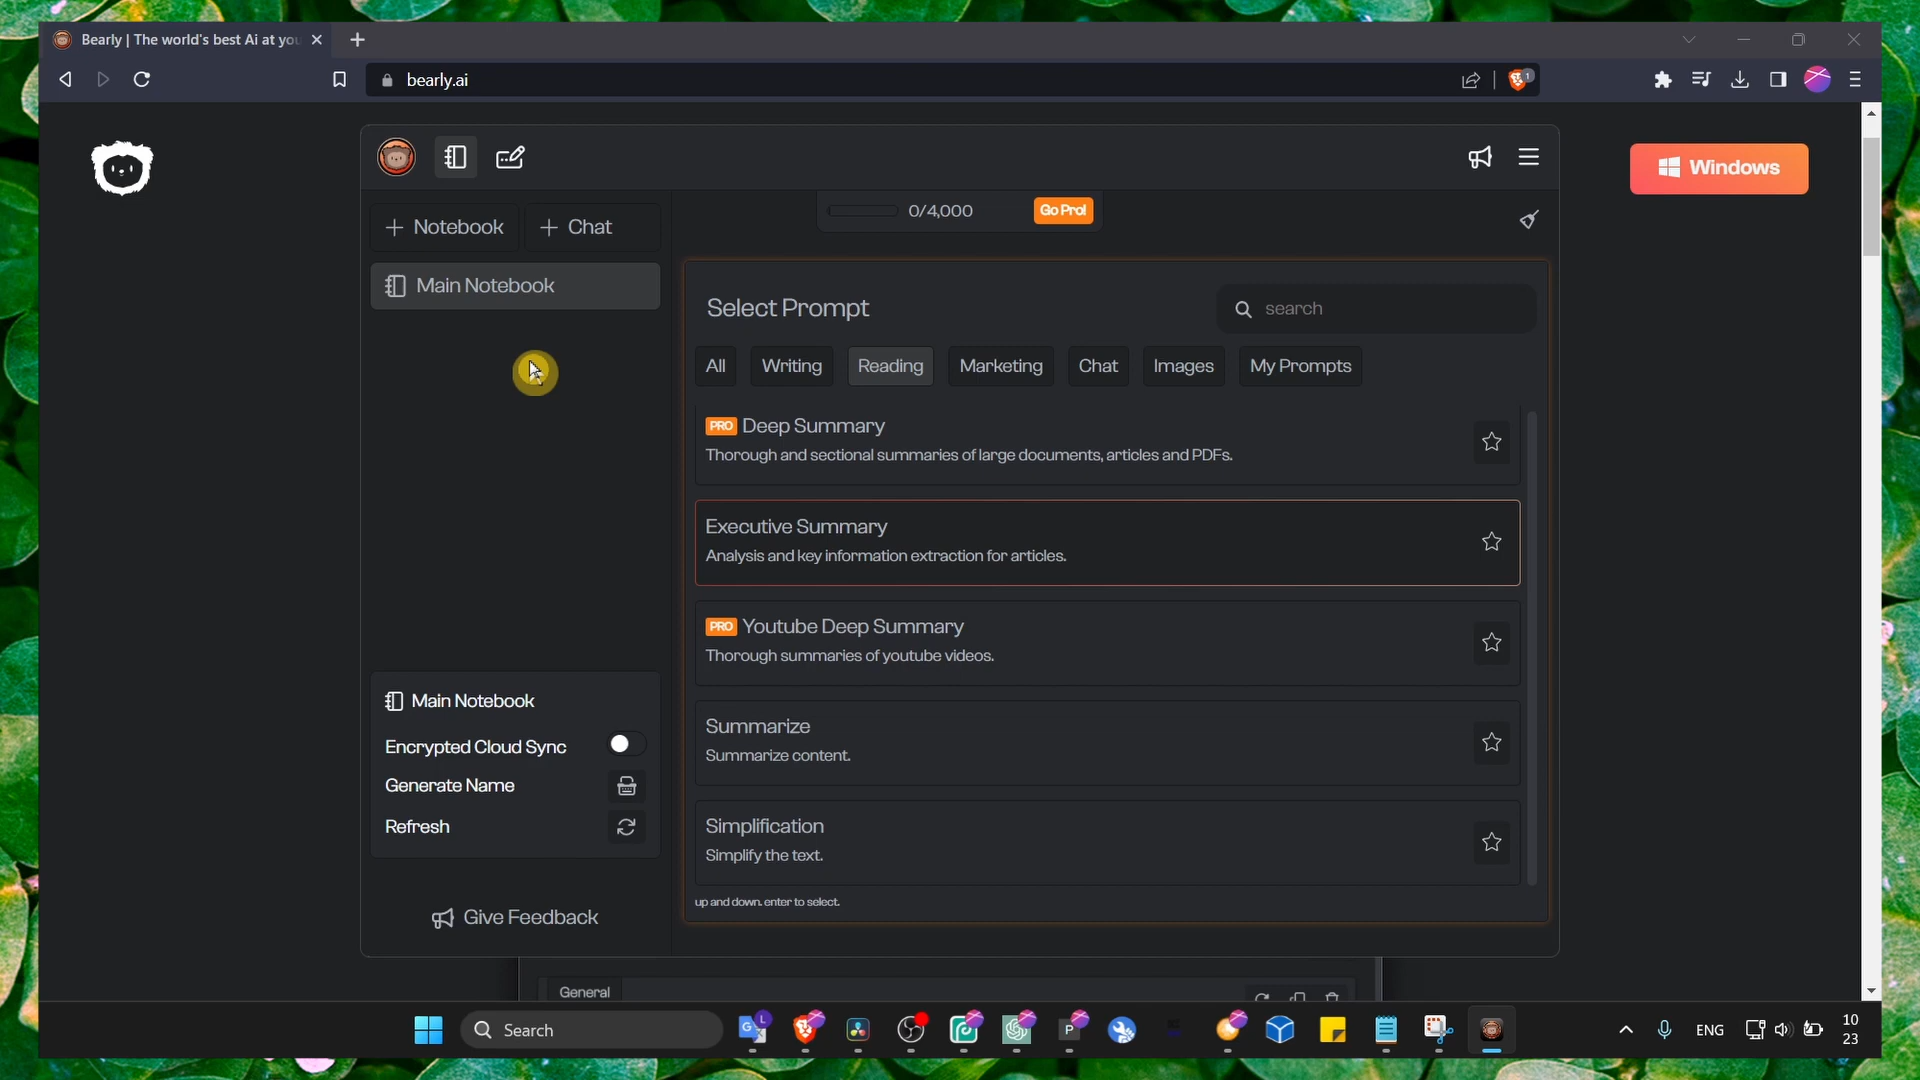 Bearly | The world's best Ai at you
bearly.ai
1
Windows
0/4,000
Go Pro!
Notebook
Chat
Main Notebook
Select Prompt
search
All
Writing
Reading
Marketing
Chat
Images
My Prompts
PRO Deep Summary
Thorough and sectional summaries of large documents, articles and PDFs.
Executive Summary
Analysis and key information extraction for articles.
PRO Youtube Deep Summary
Thorough summaries of youtube videos.
Summarize
Summarize content.
Simplification
Simplify the text.
up and down. enter to select.
Main Notebook
Encrypted Cloud Sync
Generate Name
Refresh
Give Feedback
General
Search
G
L
P
ENG
10
23